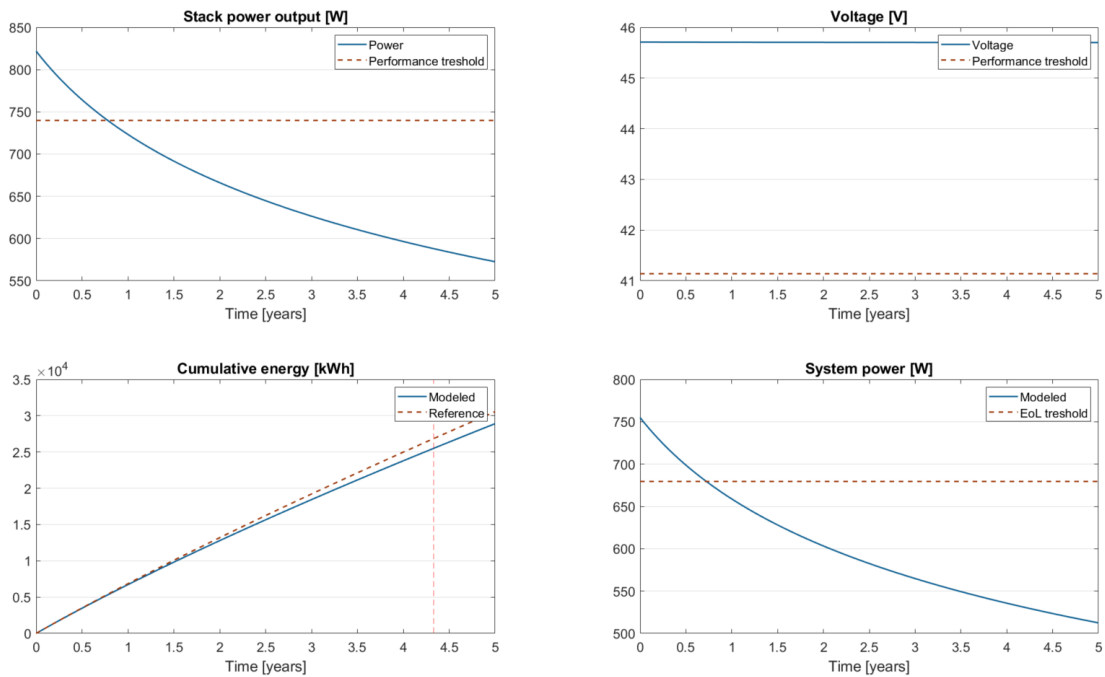 Stack power output [W]
850
800
750
700
650
600
550
Power
Performance treshold
0 0.5 1 1.5 2 2.5 3 3.5 4 4.5 5
Time [years]
Voltage [V]
46
45
44
43
42
41
Voltage
Performance treshold
0 0.5 1 1.5 2 2.5 3 3.5 4 4.5 5
Time [years]
Cumulative energy [kWh]
×10⁴
3.5
3
2.5
2
1.5
1
0.5
0
Modeled
Reference
0 0.5 1 1.5 2 2.5 3 3.5 4 4.5 5
Time [years]
System power [W]
800
750
700
650
600
550
500
Modeled
EoL treshold
0 0.5 1 1.5 2 2.5 3 3.5 4 4.5 5
Time [years]